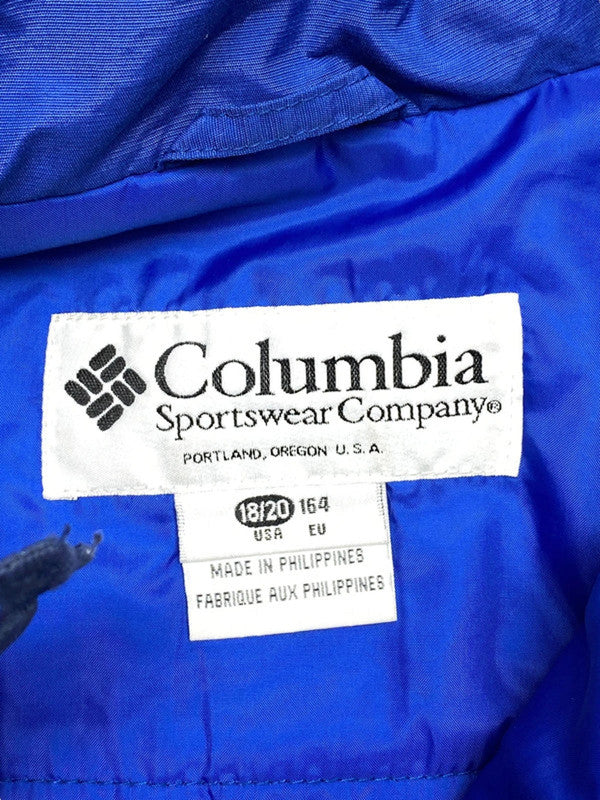 Columbia
Sportswear Company®
PORTLAND, OREGON U.S.A.
18/20 164
USA EU
MADE IN PHILIPPINES
FABRIQUE AUX PHILIPPINES